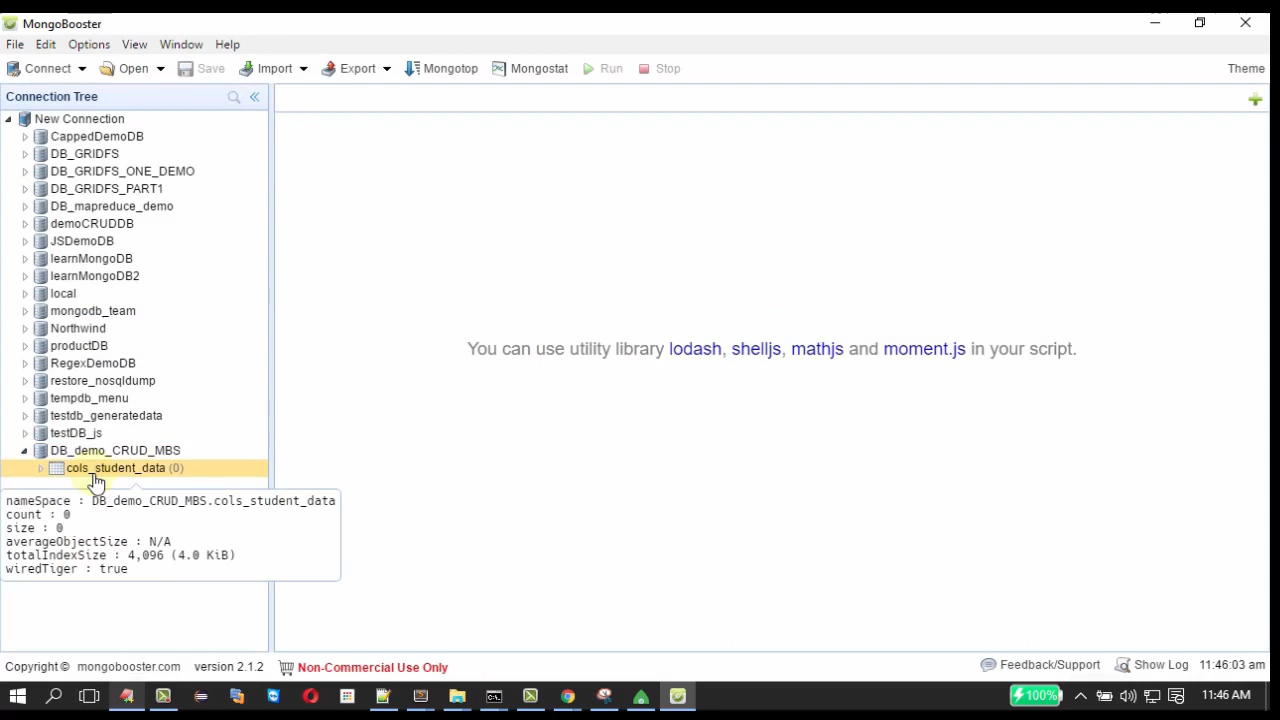 MongoBooster
File Edit Options View Window Help
Connect Open Save Import Export Mongotop Mongostat Run Stop Theme
Connection Tree
New Connection
CappedDemoDB
DB_GRIDFS
DB_GRIDFS_ONE_DEMO
DB_GRIDFS_PART1
DB_mapreduce_demo
demoCRUDDB
JSDemoDB
learnMongoDB
learnMongoDB2
local
mongodb_team
Northwind
productDB
RegexDemoDB
restore_nosqldump
tempdb_menu
testdb_generatedata
testDB_js
DB_demo_CRUD_MBS
cols_student_data (0)
nameSpace : DB_demo_CRUD_MBS.cols_student_data
count : 0
size : 0
averageObjectSize : N/A
totalIndexSize : 4,096 (4.0 KiB)
wiredTiger : true
You can use utility library lodash, shelljs, mathjs and moment.js in your script.
Copyright © mongobooster.com version 2.1.2 Non-Commercial Use Only Feedback/Support Show Log 11:46:03 am
100% 11:46 AM